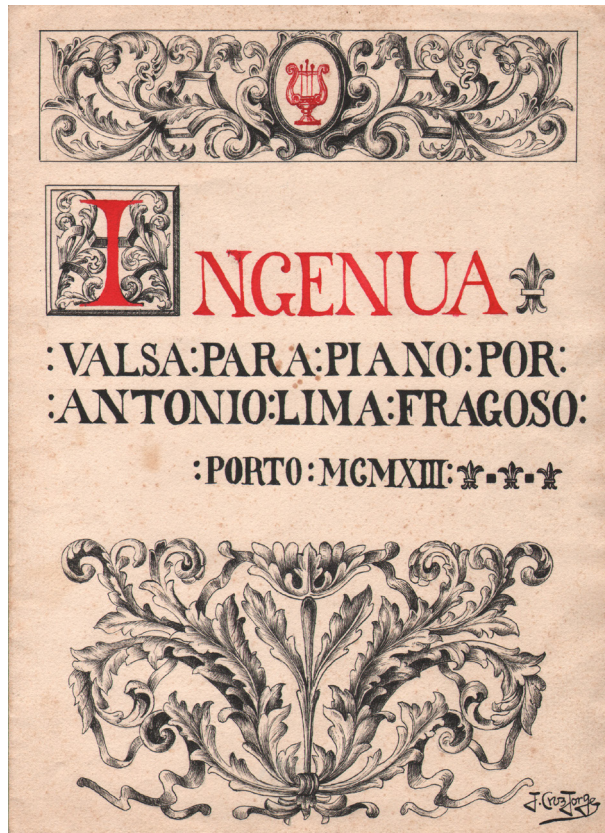 INGENUA
:VALSA:PARA:PIANO:POR:
:ANTONIO:LIMA:FRAGOSO:
:PORTO:MCMXIII:
J. Cruz Jorge